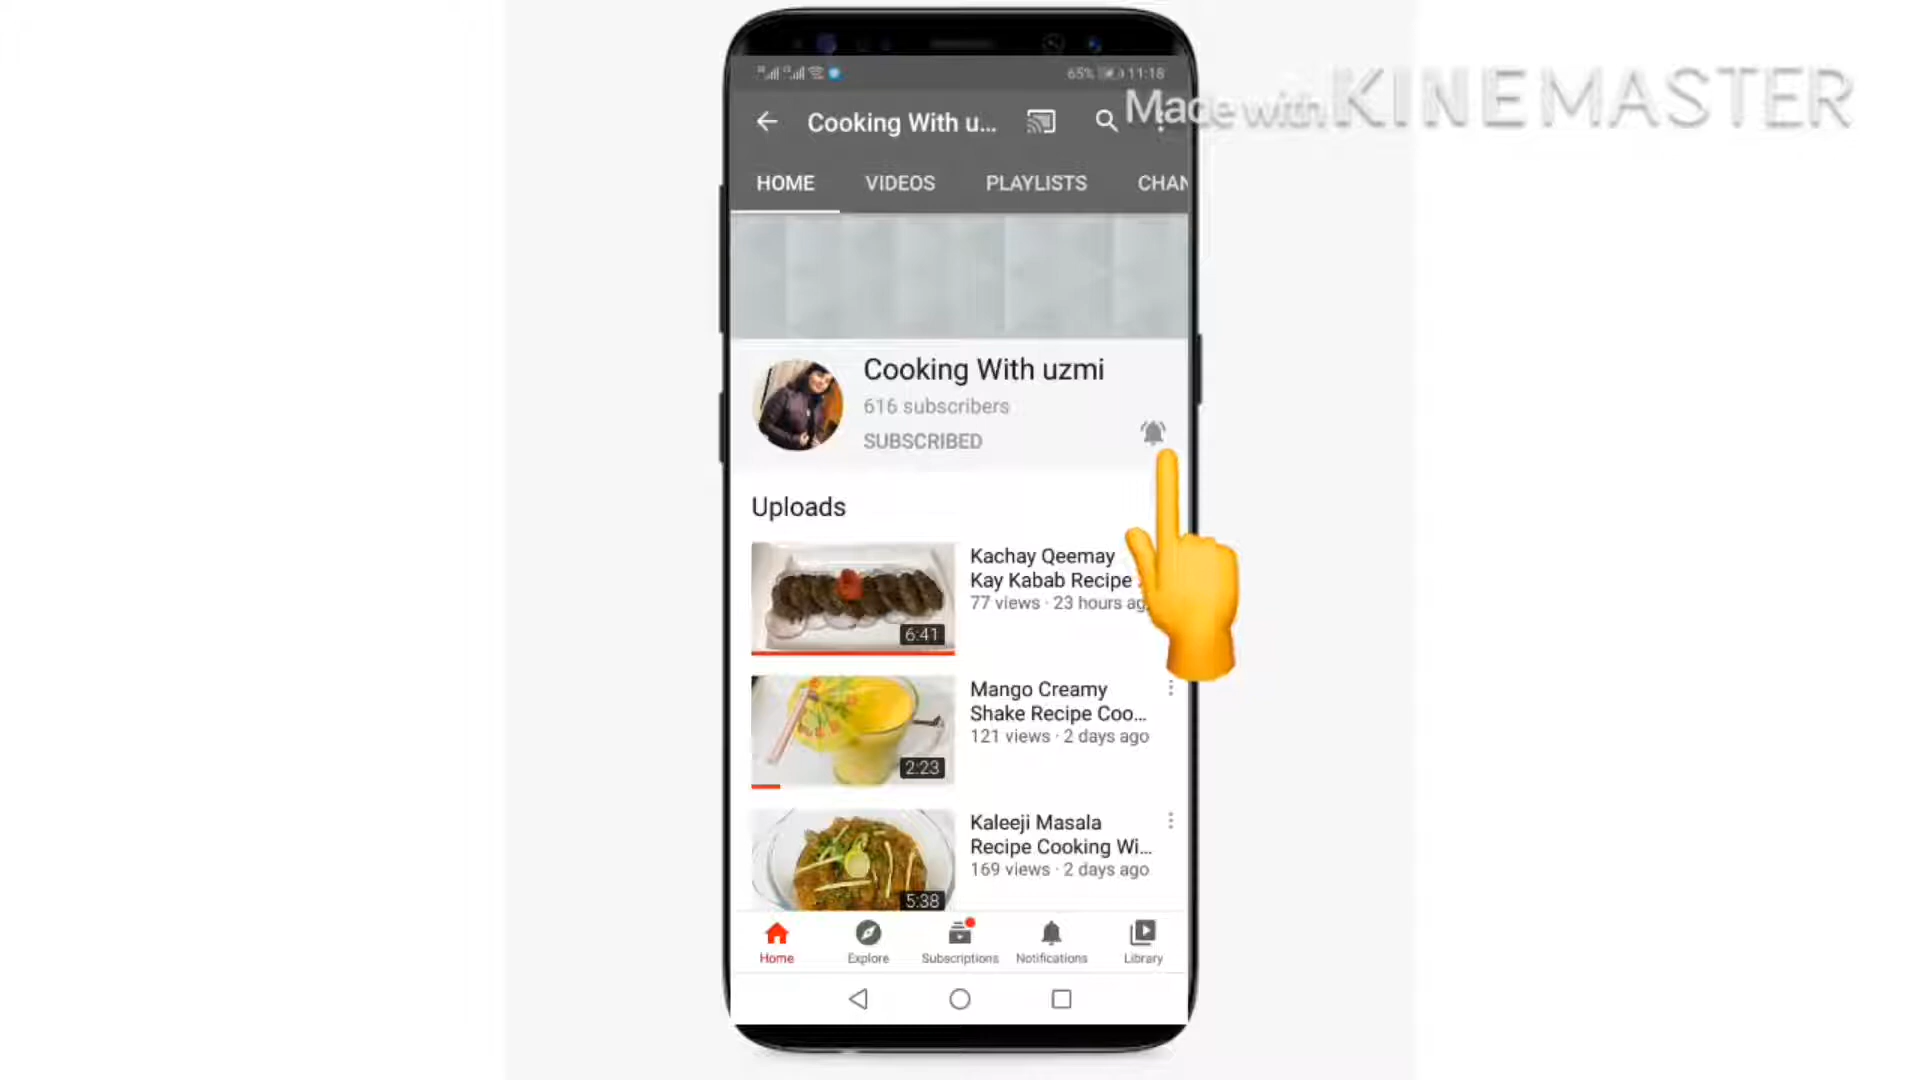 65% 11:18
Made with KINEMASTER
Cooking With u...
HOME VIDEOS PLAYLISTS CHAN
Cooking With uzmi
616 subscribers
SUBSCRIBED
Uploads
Kachay Qeemay
Kay Kabab Recipe
77 views · 23 hours ag
6:41
Mango Creamy
Shake Recipe Coo...
121 views · 2 days ago
2:23
Kaleeji Masala
Recipe Cooking Wi...
169 views · 2 days ago
5:38
Home Explore Subscriptions Notifications Library